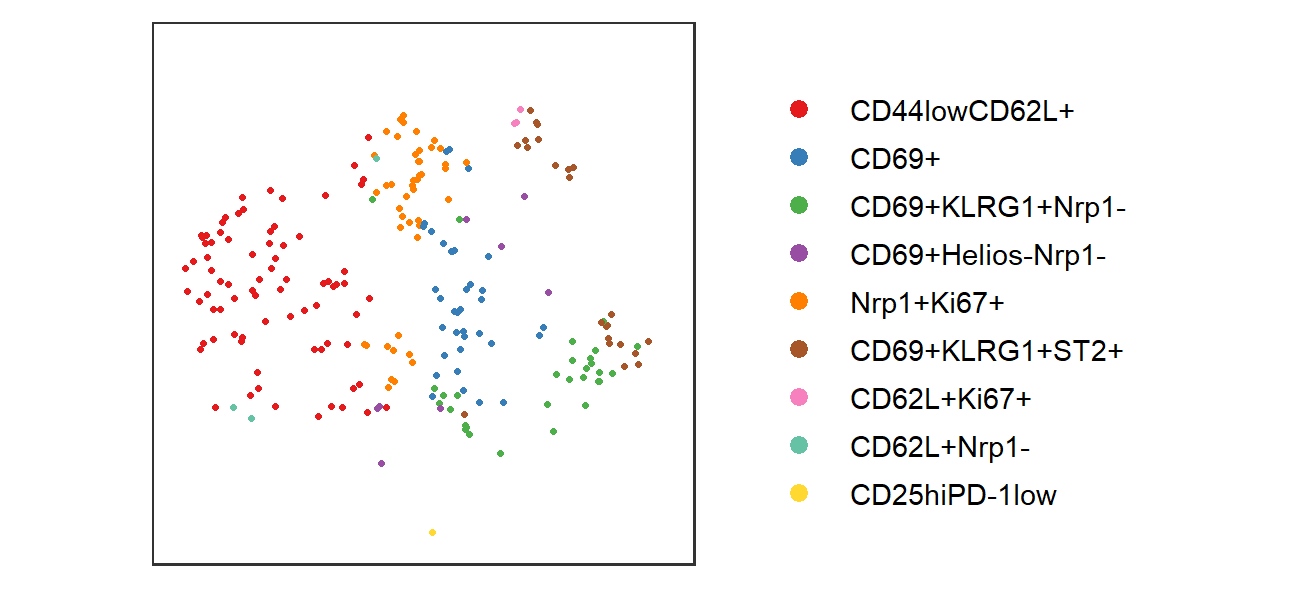 CD44lowCD62L+
CD69+
CD69+KLRG1+Nrp1-
CD69+Helios-Nrp1-
Nrp1+Ki67+
CD69+KLRG1+ST2+
CD62L+Ki67+
CD62L+Nrp1-
CD25hiPD-1low